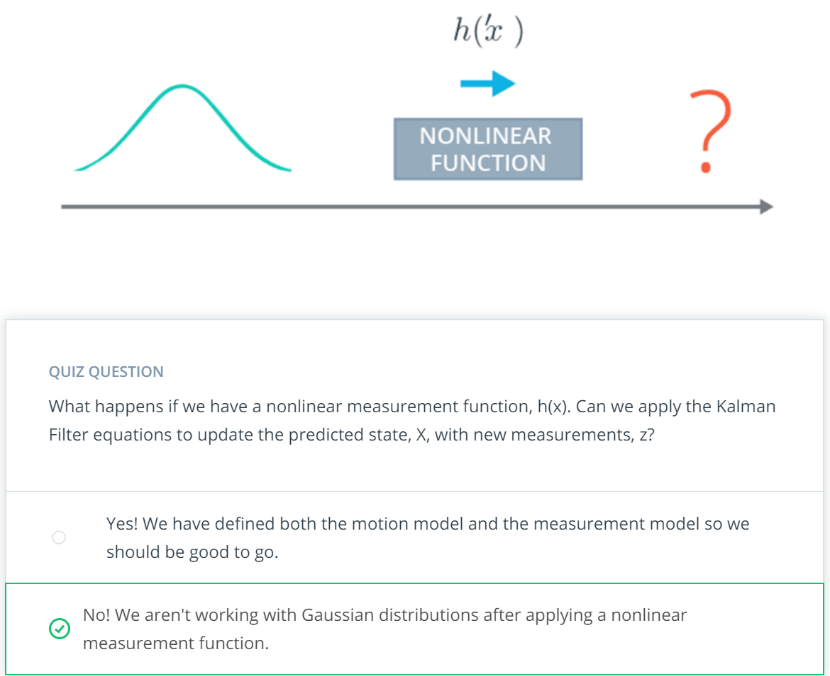 h(x′)
?
NONLINEAR
FUNCTION
QUIZ QUESTION
What happens if we have a nonlinear measurement function, h(x). Can we apply the Kalman
Filter equations to update the predicted state, X, with new measurements, z?
Yes! We have defined both the motion model and the measurement model so we
should be good to go.
No! We aren't working with Gaussian distributions after applying a nonlinear
measurement function.